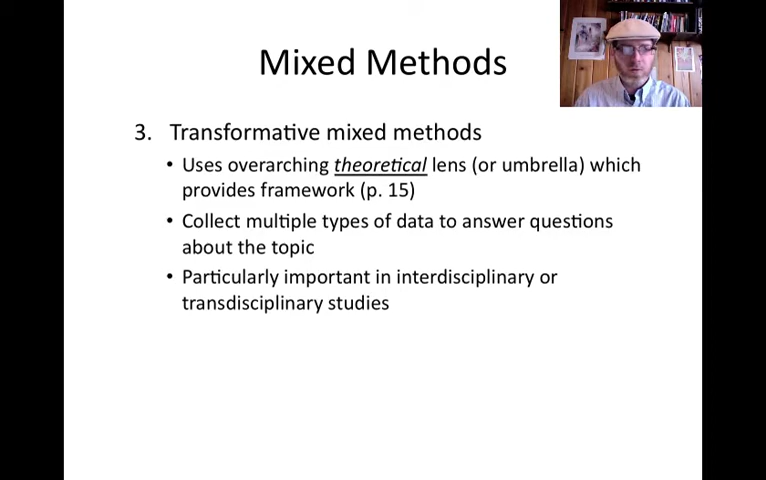 Mixed Methods
3. Transformative mixed methods
• Uses overarching theoretical lens (or umbrella) which
provides framework (p. 15)
• Collect multiple types of data to answer questions
about the topic
• Particularly important in interdisciplinary or
transdisciplinary studies